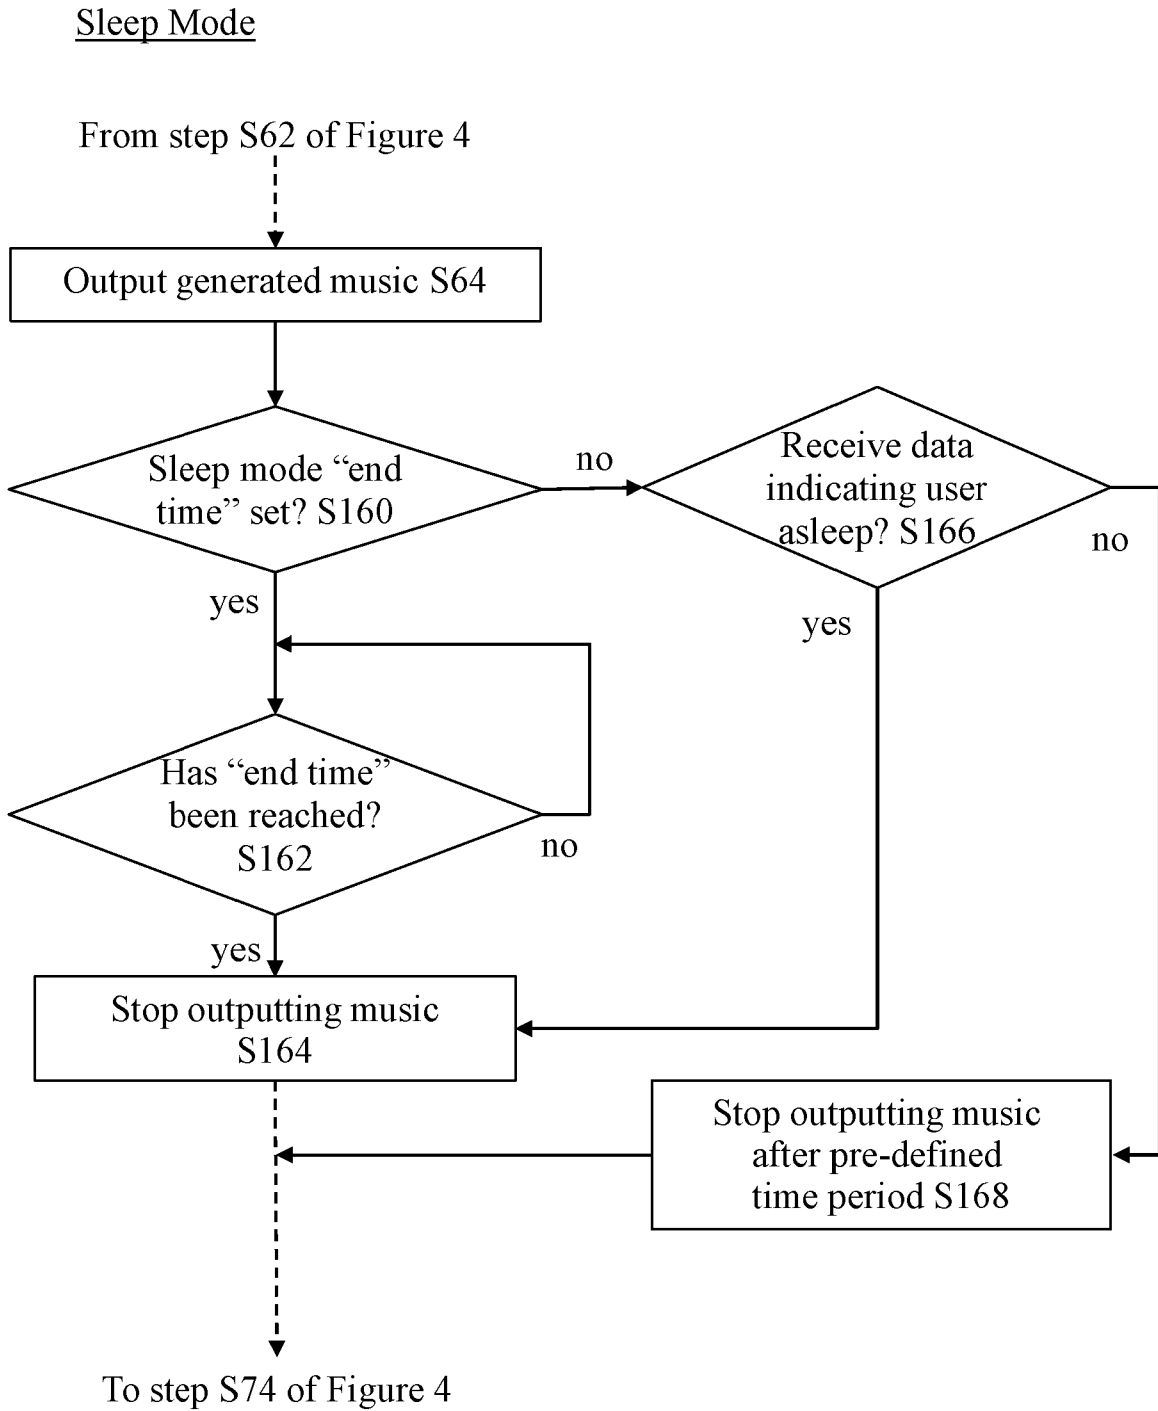 Sleep Mode
From step S62 of Figure 4
Output generated music S64
Sleep mode “end
time” set? S160
no
Receive data
indicating user
asleep? S166
no
yes
yes
Has “end time”
been reached?
S162
no
yes
Stop outputting music
S164
Stop outputting music
after pre-defined
time period S168
To step S74 of Figure 4